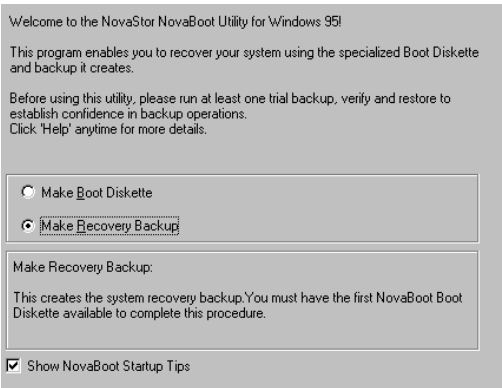 Welcome to the NovaStor NovaBoot Utility for Windows 95!
This program enables you to recover your system using the specialized Boot Diskette
and backup it creates.
Before using this utility, please run at least one trial backup, verify and restore to
establish confidence in backup operations.
Click 'Help' anytime for more details.
Make Boot Diskette
Make Recovery Backup
Make Recovery Backup:
This creates the system recovery backup.You must have the first NovaBoot Boot
Diskette available to complete this procedure.
Show NovaBoot Startup Tips